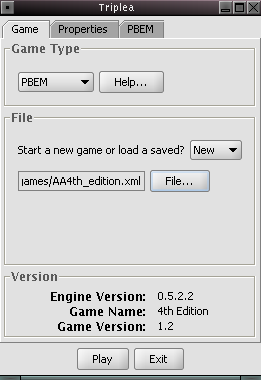 Triplea
Game Properties PBEM
Game Type
PBEM Help...
File
Start a new game or load a saved? New
james/AA4th_edition.xml File...
Version
Engine Version: 0.5.2.2
Game Name: 4th Edition
Game Version: 1.2
Play Exit